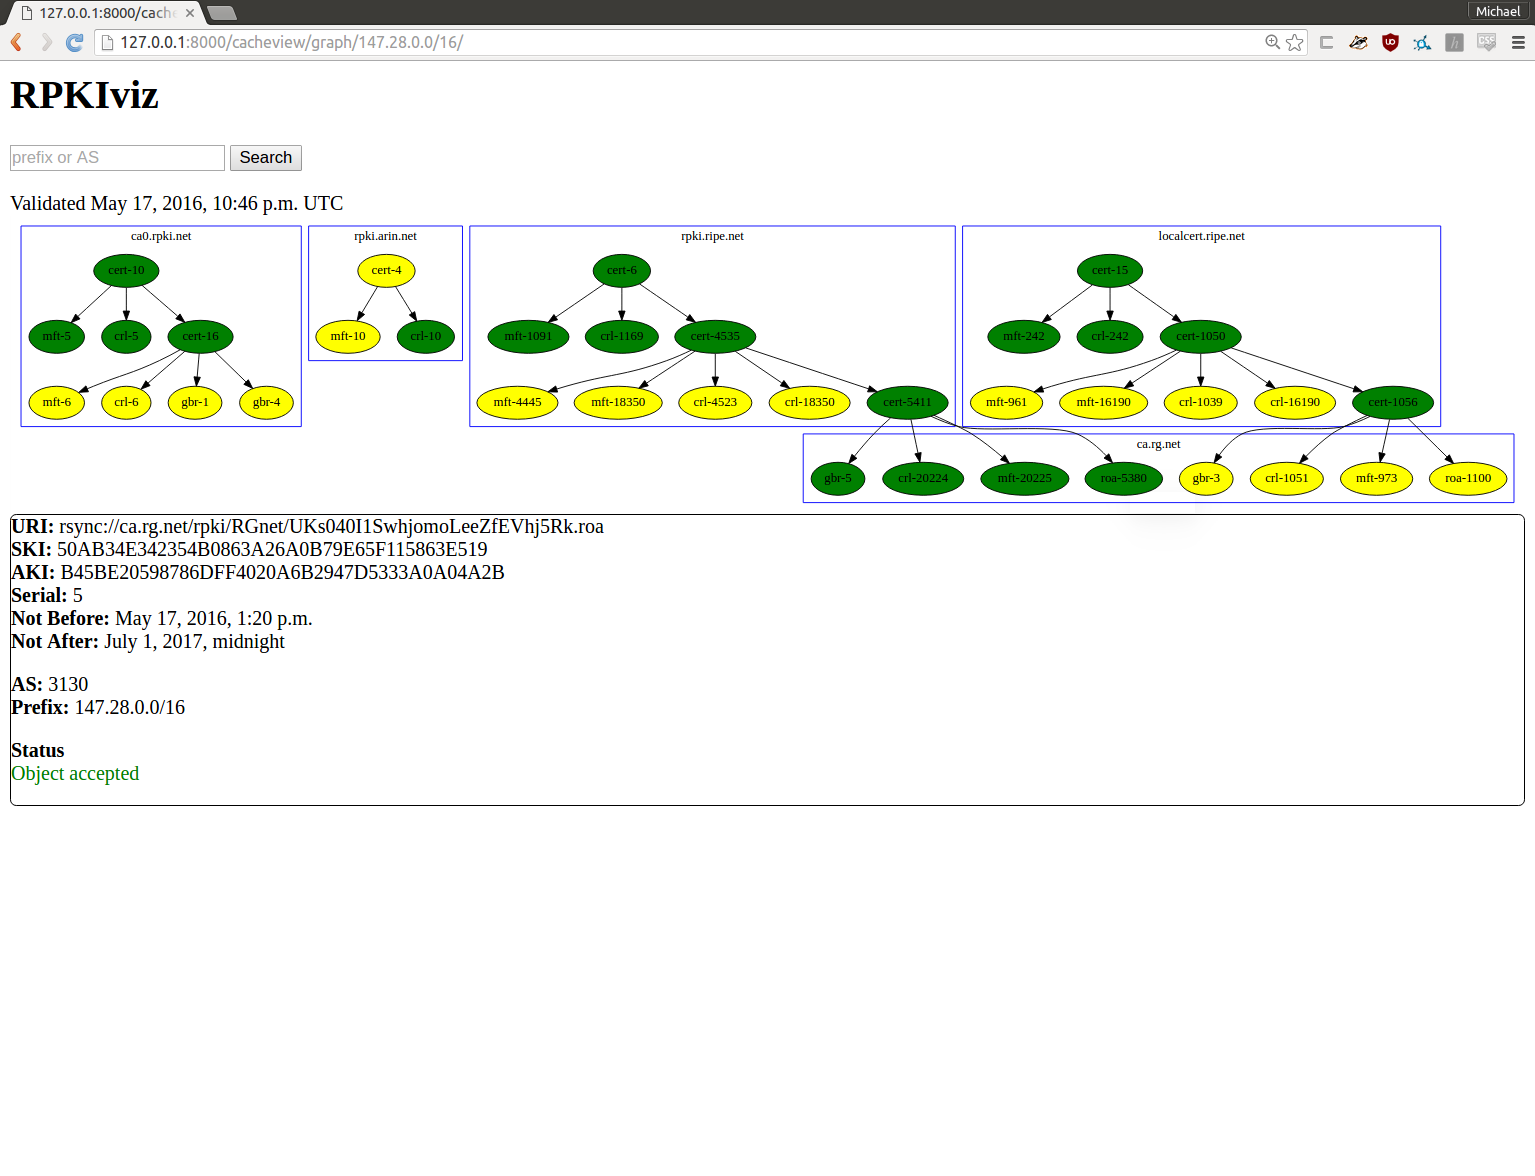 127.0.0.1:8000/cach
Michael
127.0.0.1:8000/cacheview/graph/147.28.0.0/16/
RPKIviz
prefix or AS
Search
Validated May 17, 2016, 10:46 p.m. UTC
ca0.rpki.net
rpki.arin.net
rpki.ripe.net
localcert.ripe.net
cert-10
cert-4
cert-6
cert-15
mft-5
crl-5
cert-16
mft-10
crl-10
mft-1091
crl-1169
cert-4535
mft-242
crl-242
cert-1050
mft-6
crl-6
gbr-1
gbr-4
mft-4445
mft-18350
crl-4523
crl-18350
cert-5411
mft-961
mft-16190
crl-1039
crl-16190
cert-1056
ca.rg.net
gbr-5
crl-20224
mft-20225
roa-5380
gbr-3
crl-1051
mft-973
roa-1100
URI: rsync://ca.rg.net/rpki/RGnet/UKs040I1SwhjomoLeeZfEVhj5Rk.roa
SKI: 50AB34E342354B0863A26A0B79E65F115863E519
AKI: B45BE20598786DFF4020A6B2947D5333A0A04A2B
Serial: 5
Not Before: May 17, 2016, 1:20 p.m.
Not After: July 1, 2017, midnight
AS: 3130
Prefix: 147.28.0.0/16
Status
Object accepted